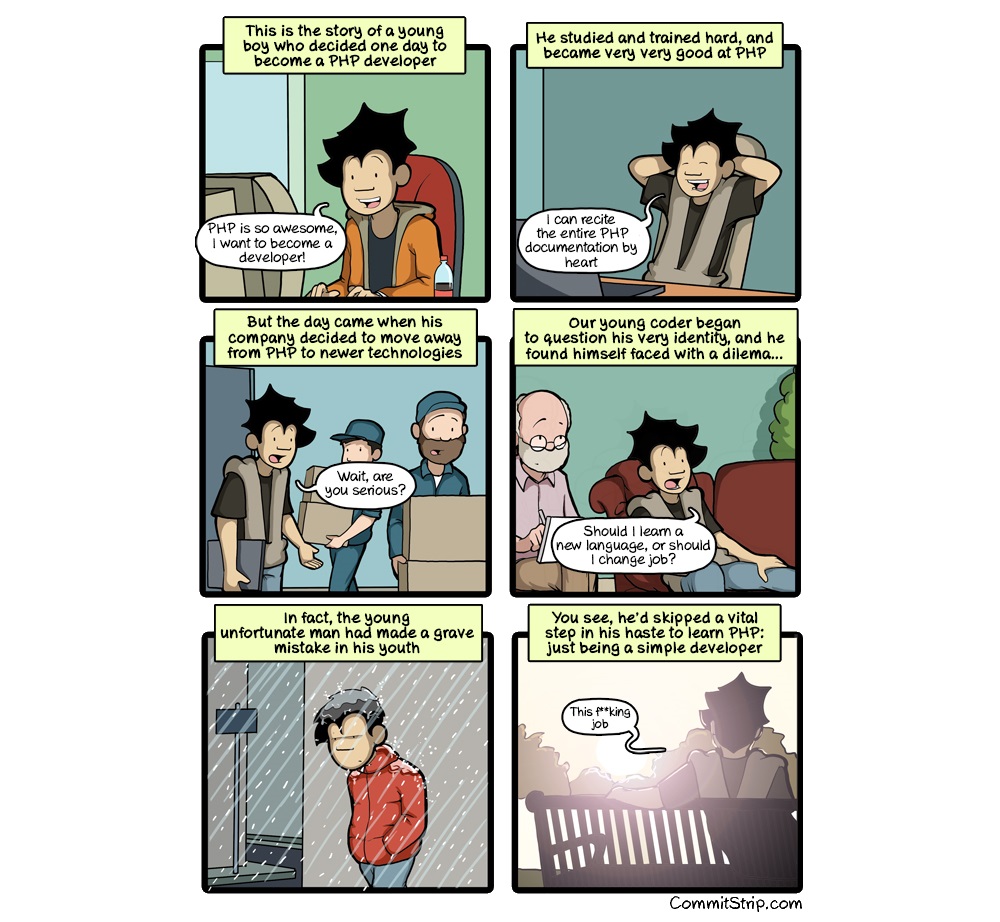 This is the story of a young
boy who decided one day to
become a PHP developer
PHP is so awesome,
I want to become a
developer!
He studied and trained hard, and
became very very good at PHP
I can recite
the entire PHP
documentation by
heart
But the day came when his
company decided to move away
from PHP to newer technologies
Wait, are
you serious?
Our young coder began
to question his very identity, and he
found himself faced with a dilema...
Should I learn a
new language, or should
I change job?
In fact, the young
unfortunate man had made a grave
mistake in his youth
You see, he'd skipped a vital
step in his haste to learn PHP:
just being a simple developer
This f**king
job
CommitStrip.com